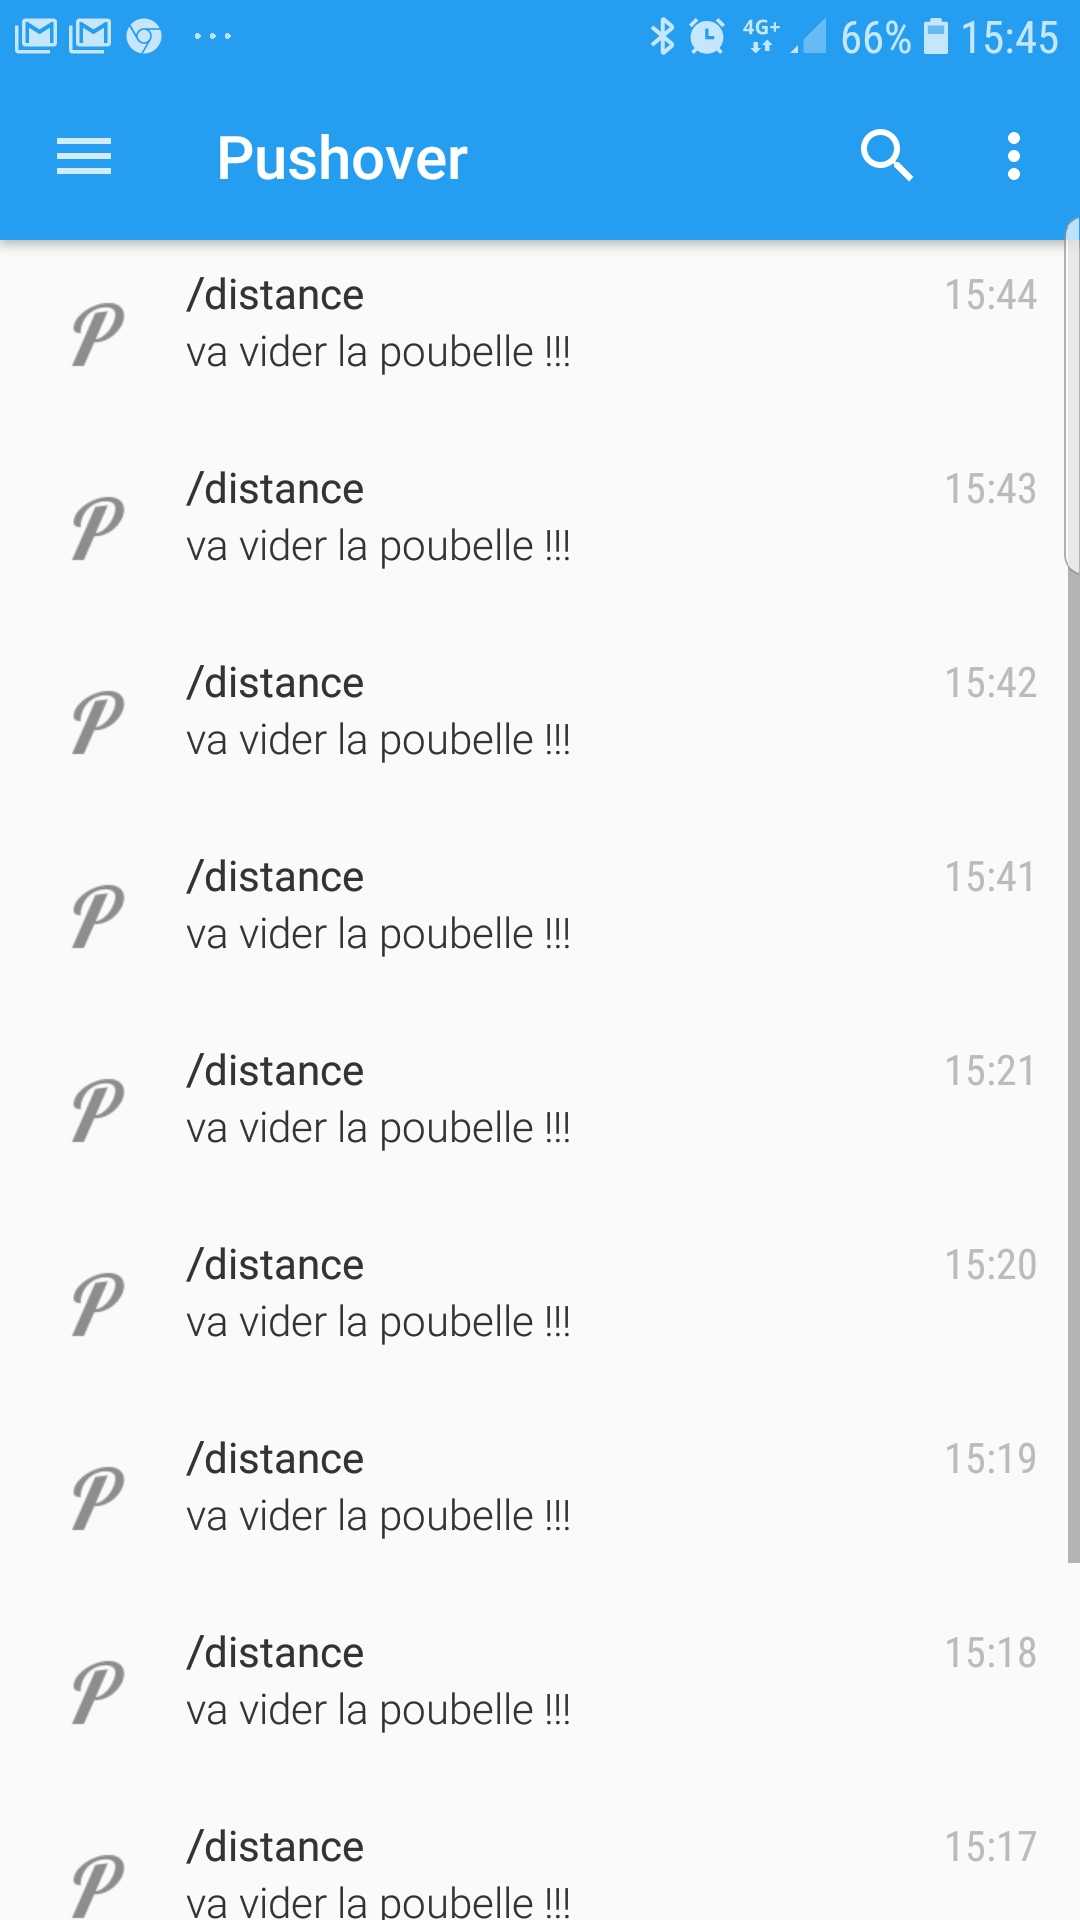 4G+ 66% 15:45
Pushover
/distance 15:44
va vider la poubelle !!!
/distance 15:43
va vider la poubelle !!!
/distance 15:42
va vider la poubelle !!!
/distance 15:41
va vider la poubelle !!!
/distance 15:21
va vider la poubelle !!!
/distance 15:20
va vider la poubelle !!!
/distance 15:19
va vider la poubelle !!!
/distance 15:18
va vider la poubelle !!!
/distance 15:17
va vider la poubelle !!!